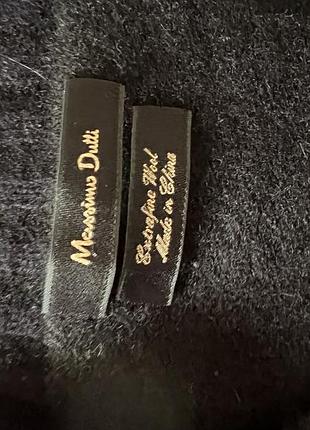 Massimo Dutti
Extrafine Wool
Made in China